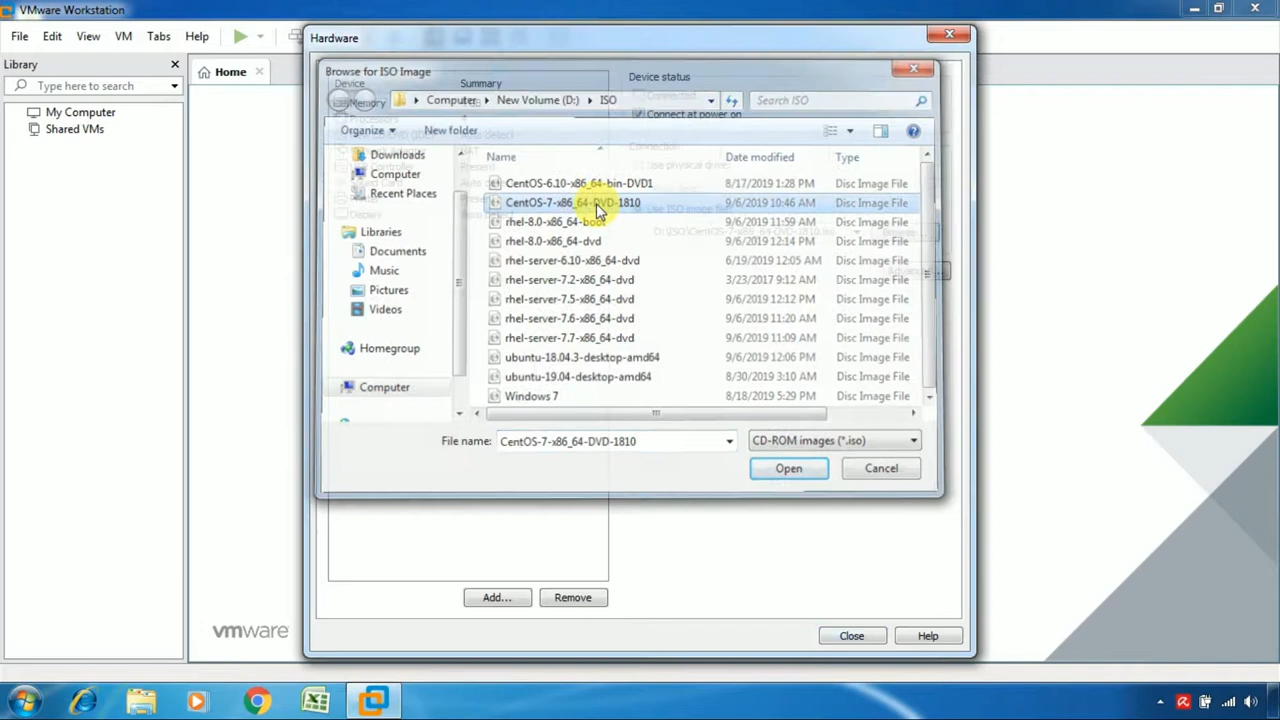 VMware Workstation
File Edit View VM Tabs Help
Library
Type here to search
My Computer
Shared VMs
Home
Hardware
Browse for ISO Image
Device Summary
Device status
Memory
Connected
Connect at power on
Computer New Volume (D:) ISO
Search ISO
Organize New folder
Name Date modified Type
CentOS-6.10-x86_64-bin-DVD1 8/17/2019 1:28 PM Disc Image File
CentOS-7-x86_64-DVD-1810 9/6/2019 10:46 AM Disc Image File
rhel-8.0-x86_64-boot 9/6/2019 11:59 AM Disc Image File
rhel-8.0-x86_64-dvd 9/6/2019 12:14 PM Disc Image File
rhel-server-6.10-x86_64-dvd 6/19/2019 12:05 AM Disc Image File
rhel-server-7.2-x86_64-dvd 3/23/2017 9:12 AM Disc Image File
rhel-server-7.5-x86_64-dvd 9/6/2019 12:12 PM Disc Image File
rhel-server-7.6-x86_64-dvd 9/6/2019 11:20 AM Disc Image File
rhel-server-7.7-x86_64-dvd 9/6/2019 11:09 AM Disc Image File
ubuntu-18.04.3-desktop-amd64 9/6/2019 12:06 PM Disc Image File
ubuntu-19.04-desktop-amd64 8/30/2019 3:10 AM Disc Image File
Windows 7 8/18/2019 5:29 PM Disc Image File
Downloads
Computer
Recent Places
Libraries
Documents
Music
Pictures
Videos
Homegroup
Computer
File name: CentOS-7-x86_64-DVD-1810
CD-ROM images (*.iso)
Open Cancel
Add... Remove
Close Help
vmware